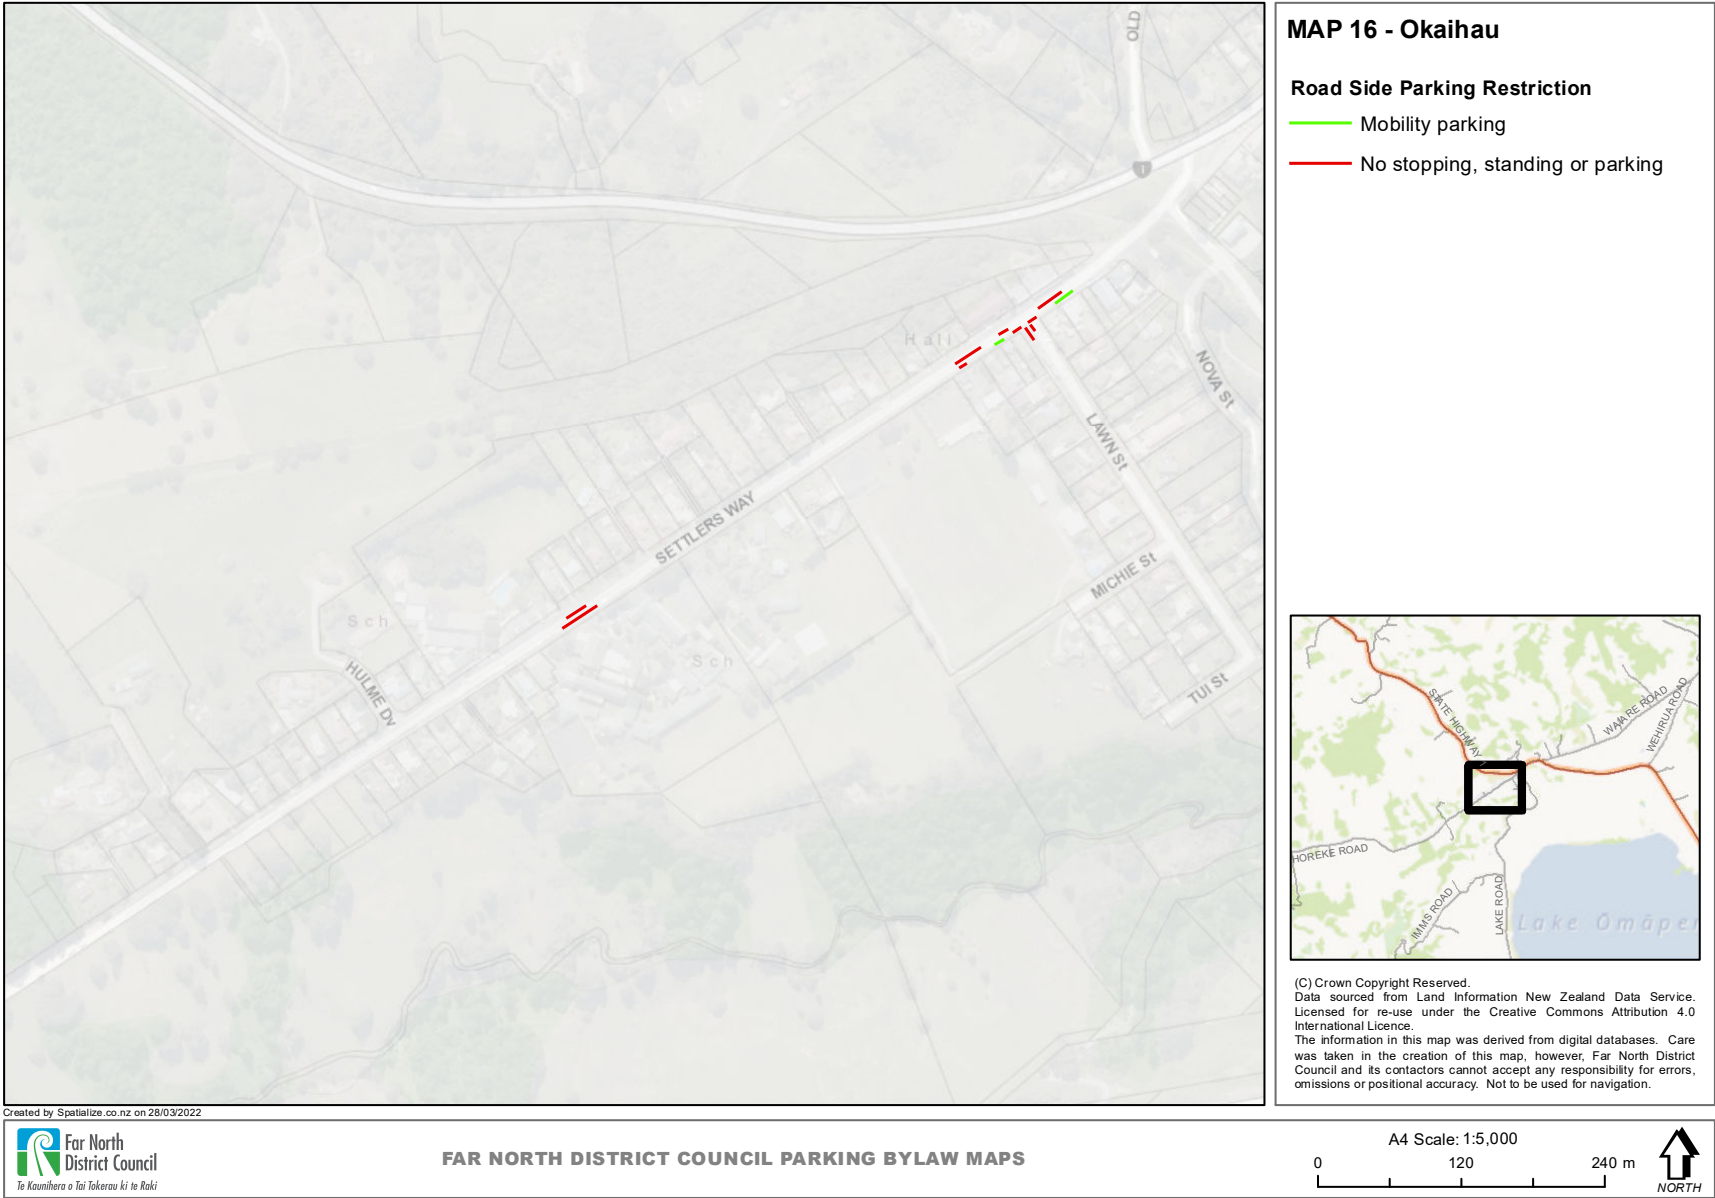 MAP 16 - Okaihau
Road Side Parking Restriction
Mobility parking
No stopping, standing or parking
OLD
1
Hall
NOVA St
LAWN St
SETTLERS WAY
MICHIE St
Sch
Sch
HULME Dv
TUI St
STATE HIGHWAY
WAIARE ROAD
WEHIRUA ROAD
HOREKE ROAD
IMMS ROAD
LAKE ROAD
Lake Ōmāper
(C) Crown Copyright Reserved.
Data sourced from Land Information New Zealand Data Service.
Licensed for re-use under the Creative Commons Attribution 4.0
International Licence.
The information in this map was derived from digital databases. Care
was taken in the creation of this map, however, Far North District
Council and its contactors cannot accept any responsibility for errors,
omissions or positional accuracy. Not to be used for navigation.
Created by Spatialize.co.nz on 28/03/2022
Far North
District Council
Te Kaunihera o Tai Tokerau ki te Raki
FAR NORTH DISTRICT COUNCIL PARKING BYLAW MAPS
A4 Scale: 1:5,000
0 120 240 m
NORTH